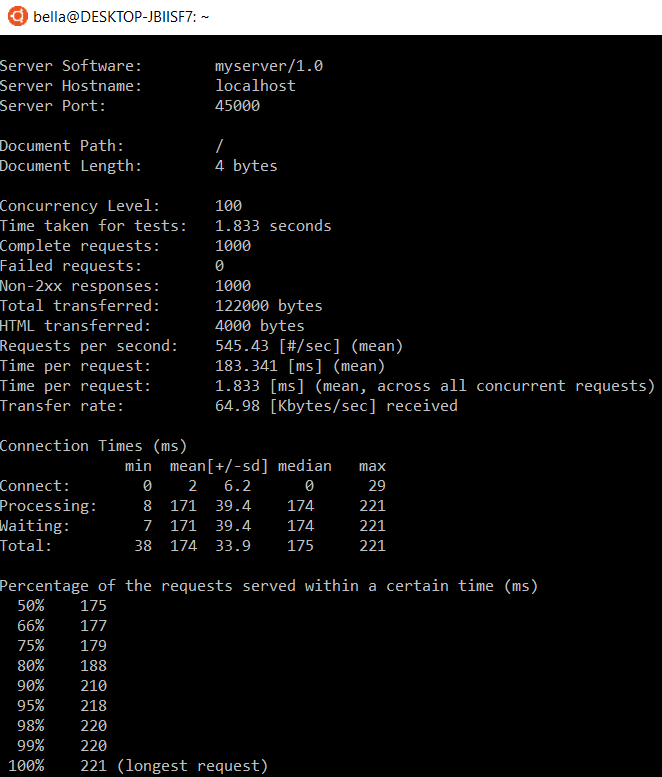 bella@DESKTOP-JBIISF7: ~
Server Software: myserver/1.0
Server Hostname: localhost
Server Port: 45000
Document Path: /
Document Length: 4 bytes
Concurrency Level: 100
Time taken for tests: 1.833 seconds
Complete requests: 1000
Failed requests: 0
Non-2xx responses: 1000
Total transferred: 122000 bytes
HTML transferred: 4000 bytes
Requests per second: 545.43 [#/sec] (mean)
Time per request: 183.341 [ms] (mean)
Time per request: 1.833 [ms] (mean, across all concurrent requests)
Transfer rate: 64.98 [Kbytes/sec] received
Connection Times (ms)
min mean[+/-sd] median max
Connect: 0 2 6.2 0 29
Processing: 8 171 39.4 174 221
Waiting: 7 171 39.4 174 221
Total: 38 174 33.9 175 221
Percentage of the requests served within a certain time (ms)
50% 175
66% 177
75% 179
80% 188
90% 210
95% 218
98% 220
99% 220
100% 221 (longest request)